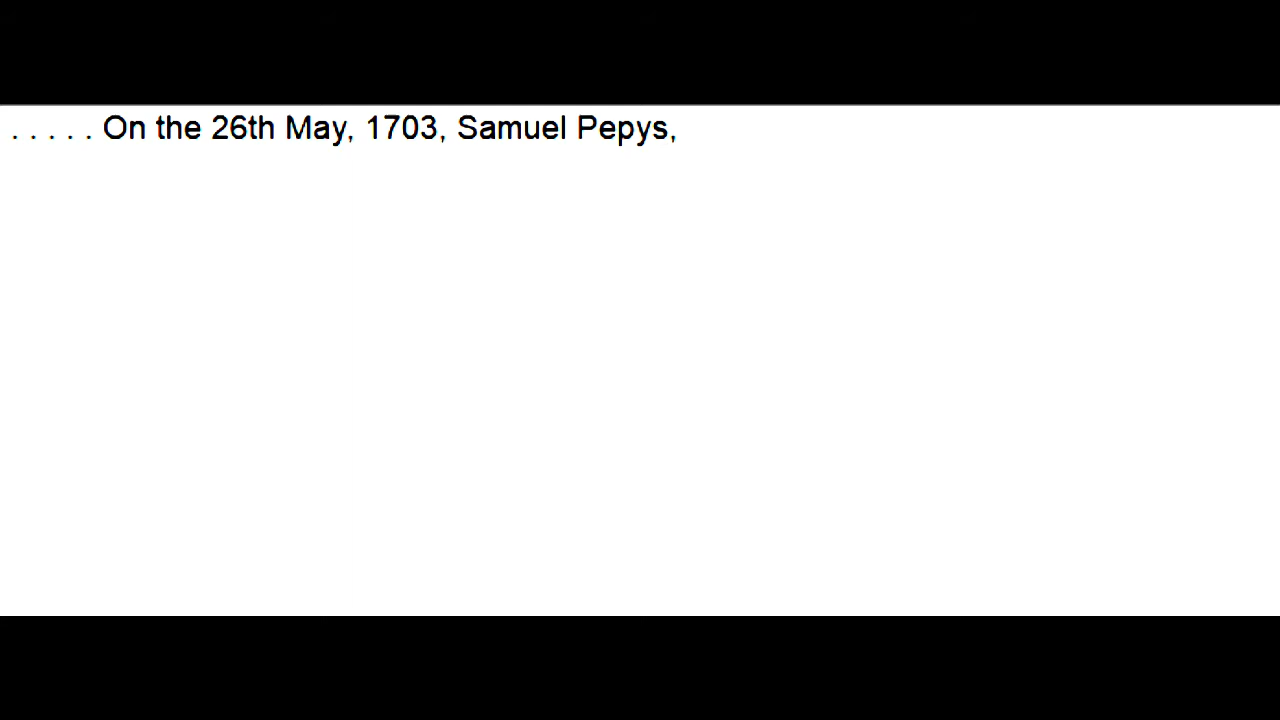 . . . . . On the 26th May, 1703, Samuel Pepys,